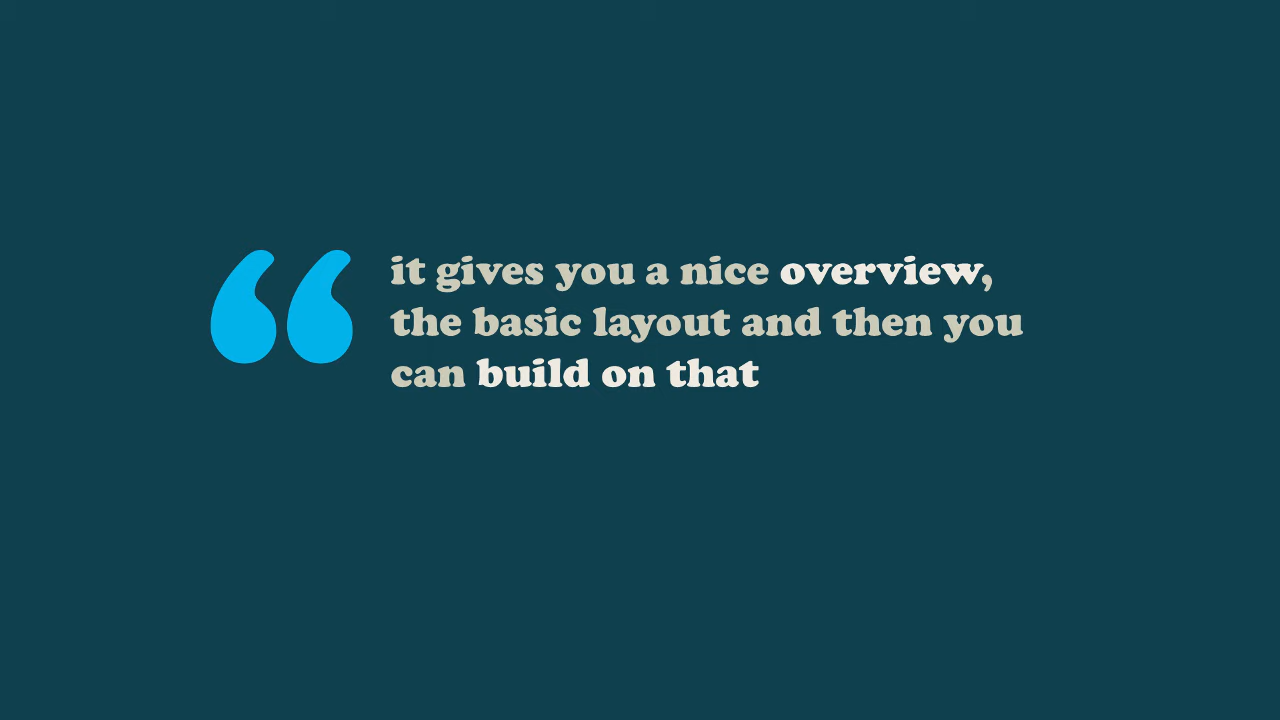 “ it gives you a nice overview,
the basic layout and then you
can build on that